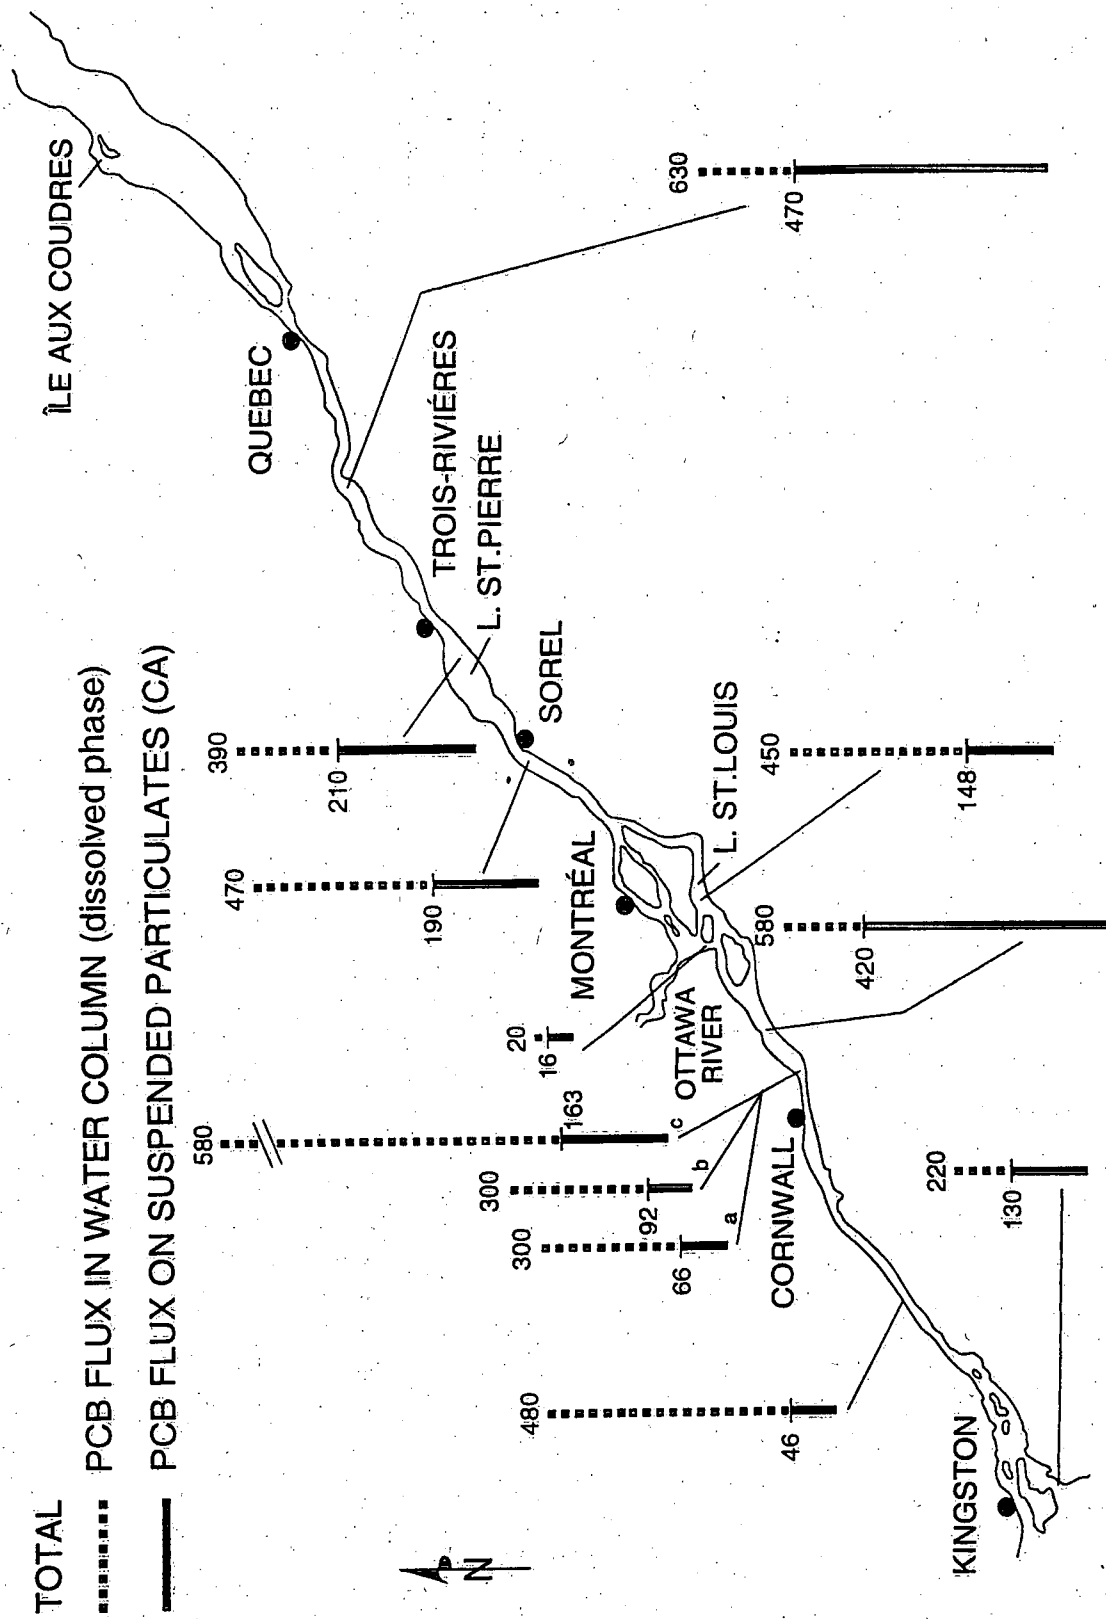 TOTAL
PCB FLUX IN WATER COLUMN (dissolved phase)
PCB FLUX ON SUSPENDED PARTICULATES (CA)
ÎLE AUX COUDRES
QUEBEC
TROIS-RIVIÉRES
L. ST.PIERRE
SOREL
MONTRÉAL
L. ST.LOUIS
OTTAWA
RIVER
CORNWALL
KINGSTON
N
580
163
c
300
92
b
300
66
a
480
46
20
16
470
190
390
210
630
470
450
148
580
420
220
130